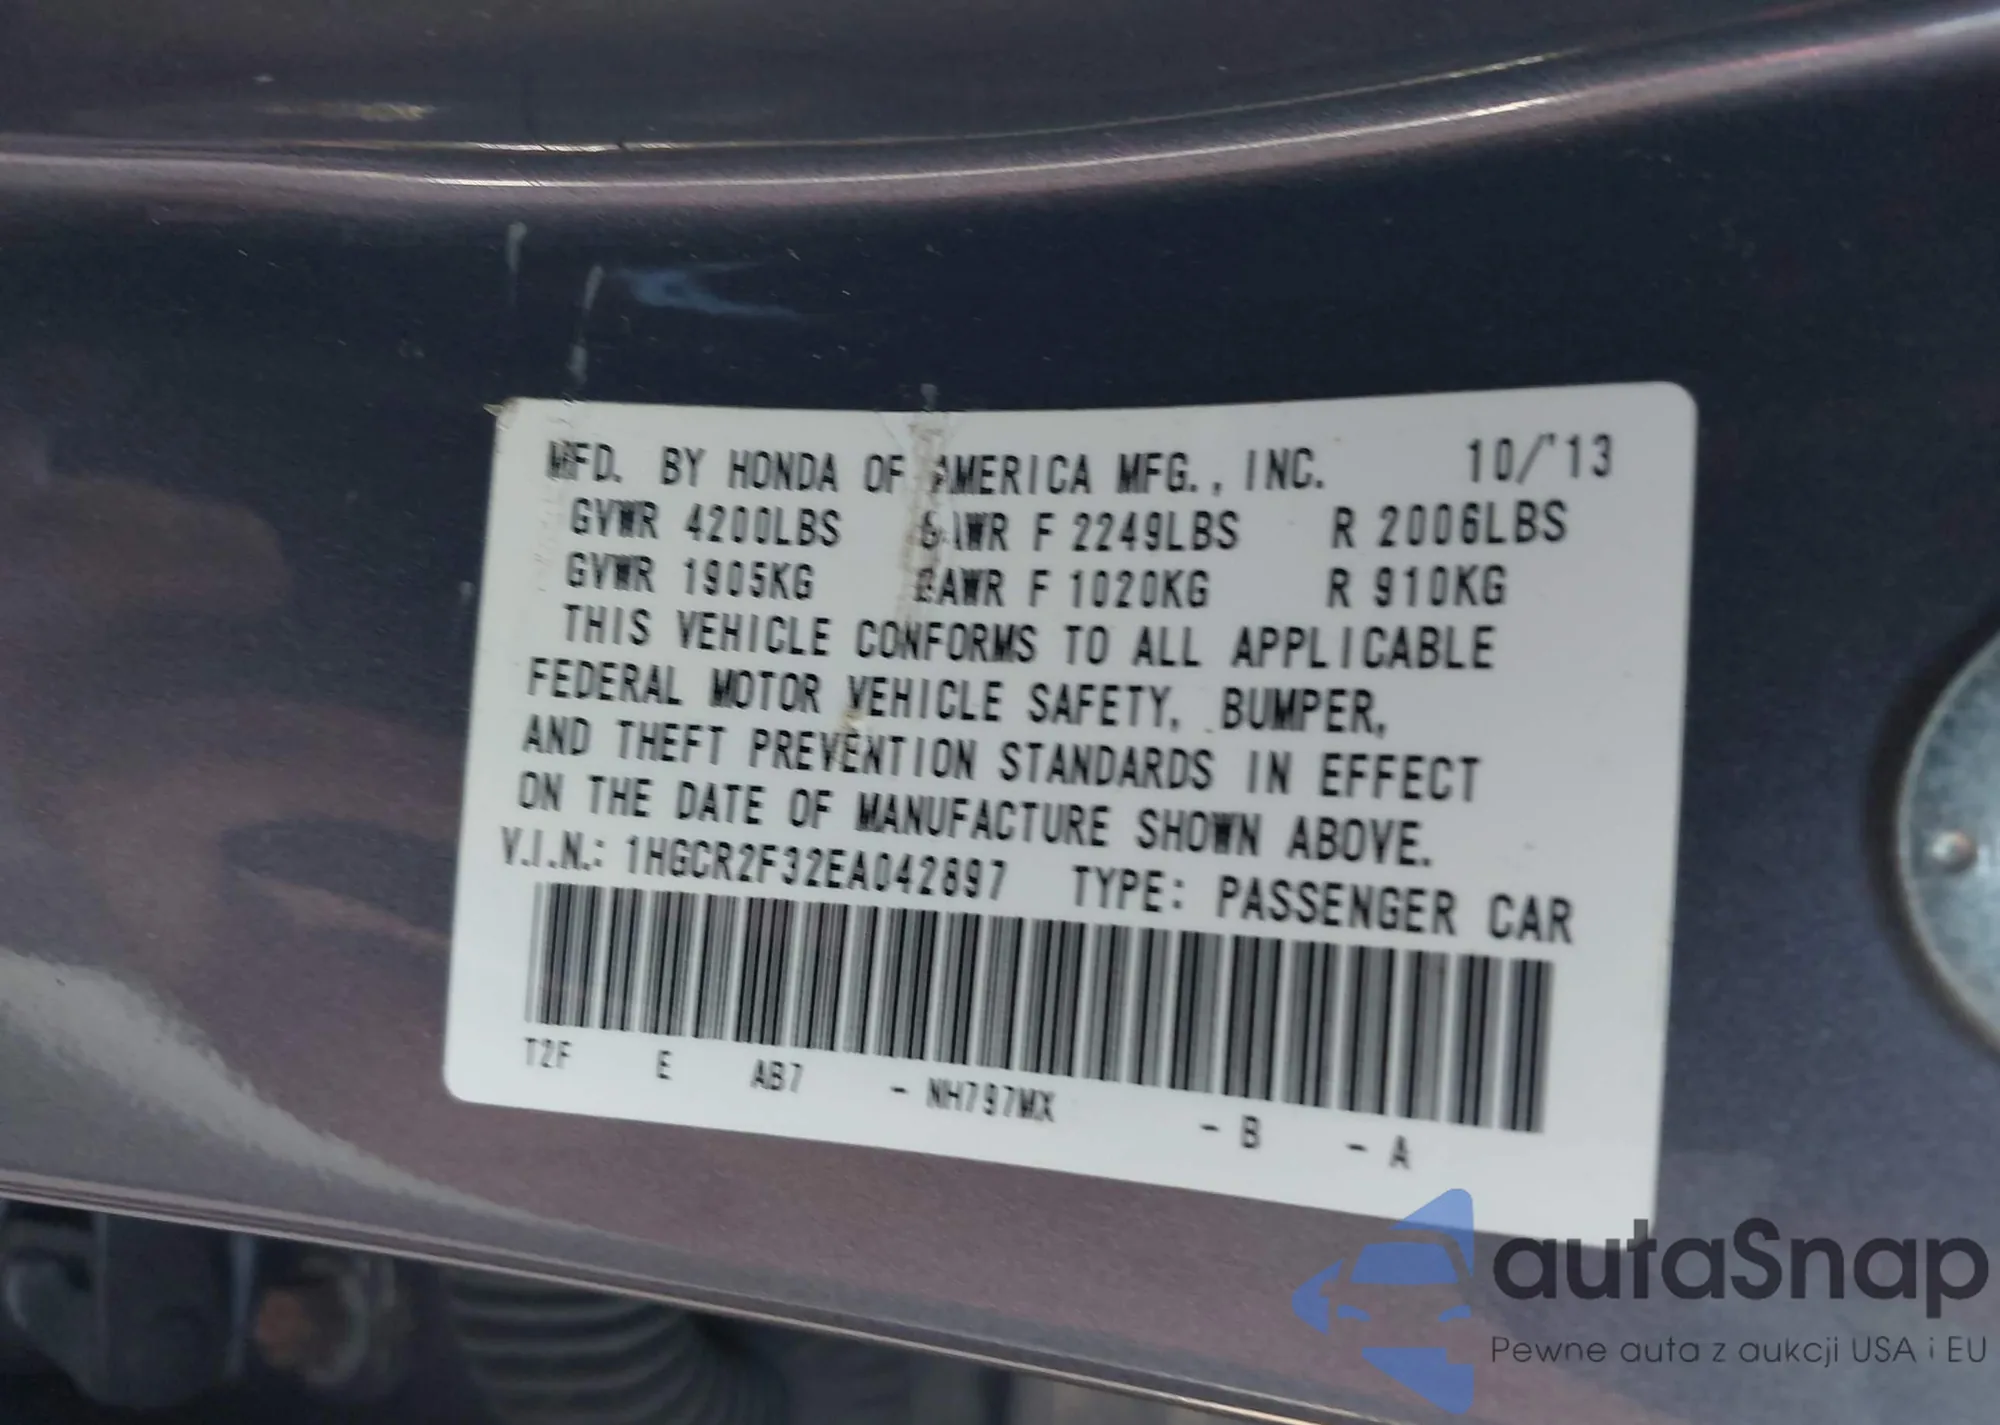 MFD. BY HONDA OF AMERICA MFG., INC. 10/'13
GVWR 4200LBS GAWR F 2249LBS R 2006LBS
GVWR 1905KG GAWR F 1020KG R 910KG
THIS VEHICLE CONFORMS TO ALL APPLICABLE
FEDERAL MOTOR VEHICLE SAFETY, BUMPER,
AND THEFT PREVENTION STANDARDS IN EFFECT
ON THE DATE OF MANUFACTURE SHOWN ABOVE.
V.I.N.: 1HGCR2F32EA042897 TYPE: PASSENGER CAR
T2F E AB7 - NH797MX - B - A
autaSnap
Pewne auta z aukcji USA i EU